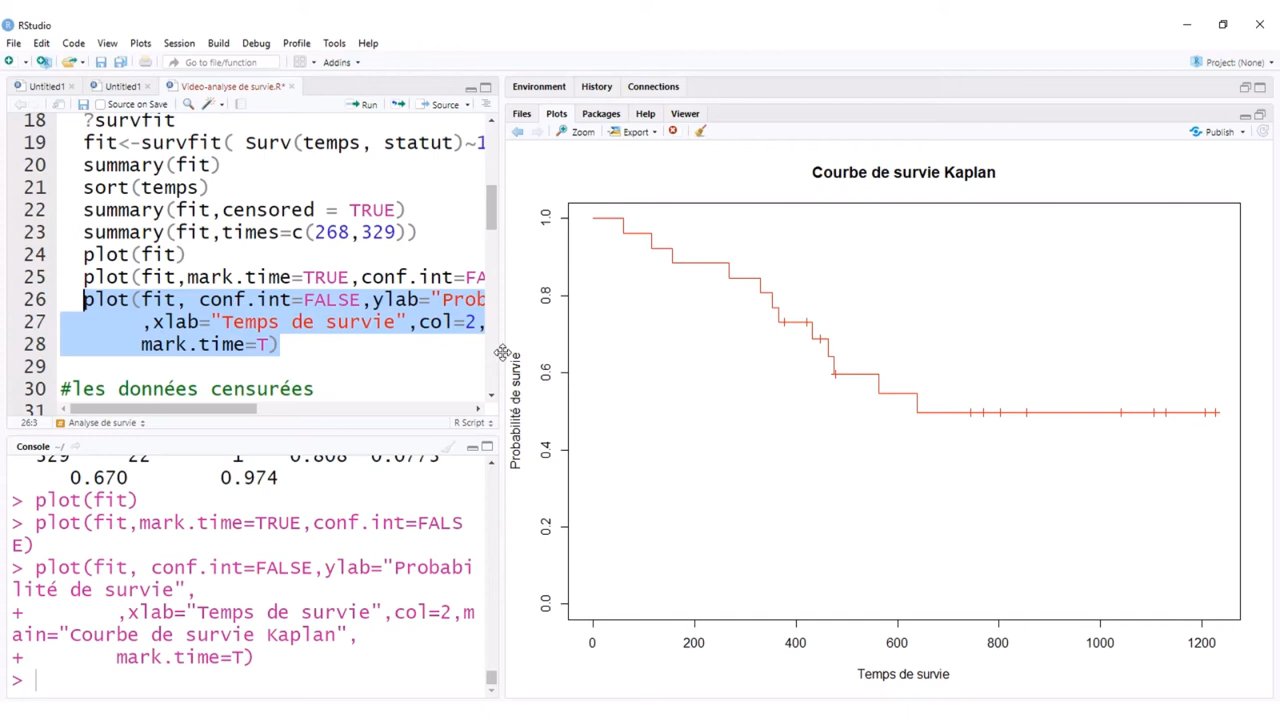 RStudio
File Edit Code View Plots Session Build Debug Profile Tools Help
Go to file/function Addins Project: (None)
Untitled1 × Untitled1 × Video-analyse de survie.R* ×
Source on Save Run Source
18 ?survfit
19 fit<-survfit( Surv(temps, statut)~1
20 summary(fit)
21 sort(temps)
22 summary(fit,censored = TRUE)
23 summary(fit,times=c(268,329))
24 plot(fit)
25 plot(fit,mark.time=TRUE,conf.int=FA
26 plot(fit, conf.int=FALSE,ylab="Prob
27 ,xlab="Temps de survie",col=2,
28 mark.time=T)
29
30 #les données censurées
31
26:3 Analyse de survie R Script
Console ~/
329 22 1 0.808 0.0773
0.670 0.974
> plot(fit)
> plot(fit,mark.time=TRUE,conf.int=FALS
E)
> plot(fit, conf.int=FALSE,ylab="Probabi
lité de survie",
+ ,xlab="Temps de survie",col=2,m
ain="Courbe de survie Kaplan",
+ mark.time=T)
>
Environment History Connections
Files Plots Packages Help Viewer
Zoom Export Publish
Courbe de survie Kaplan
Probabilité de survie
1.0
0.8
0.6
0.4
0.2
0.0
0 200 400 600 800 1000 1200
Temps de survie